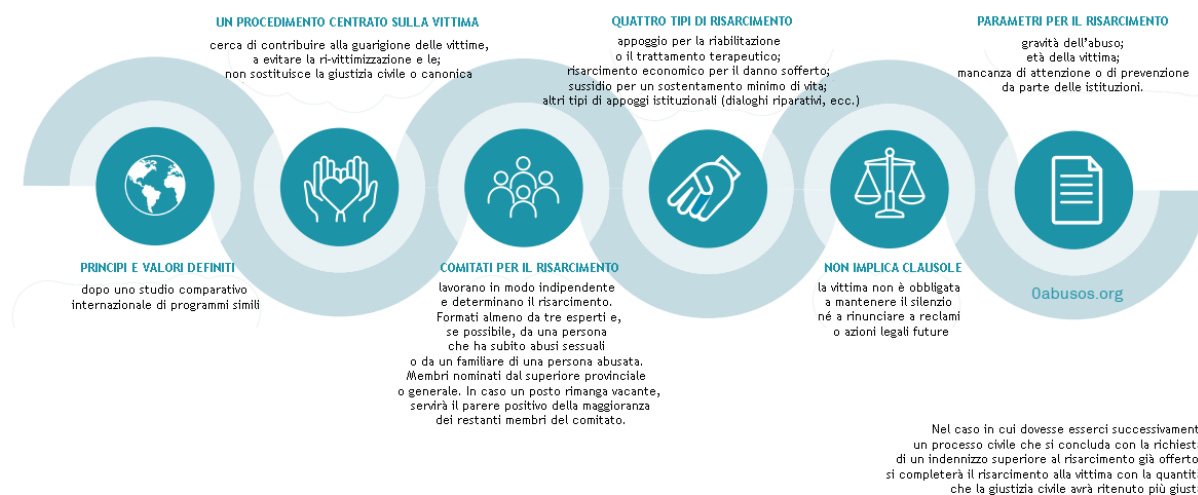 UN PROCEDIMENTO CENTRATO SULLA VITTIMA
cerca di contribuire alla guarigione delle vittime,
a evitare la ri-vittimizzazione e le;
non sostituisce la giustizia civile o canonica
QUATTRO TIPI DI RISARCIMENTO
appoggio per la riabilitazione
o il trattamento terapeutico;
risarcimento economico per il danno sofferto;
sussidio per un sostentamento minimo di vita;
altri tipi di appoggi istituzionali (dialoghi riparativi, ecc.)
PARAMETRI PER IL RISARCIMENTO
gravità dell'abuso;
età della vittima;
mancanza di attenzione o di prevenzione
da parte delle istituzioni.
PRINCIPI E VALORI DEFINITI
dopo uno studio comparativo
internazionale di programmi simili
COMITATI PER IL RISARCIMENTO
lavorano in modo indipendente
e determinano il risarcimento.
Formati almeno da tre esperti e,
se possibile, da una persona
che ha subito abusi sessuali
o da un familiare di una persona abusata.
Membri nominati dal superiore provinciale
o generale. In caso un posto rimanga vacante,
servirà il parere positivo della maggioranza
dei restanti membri del comitato.
NON IMPLICA CLAUSOLE
la vittima non è obbligata
a mantenere il silenzio
né a rinunciare a reclami
o azioni legali future
0abusos.org
Nel caso in cui dovesse esserci successivament
un processo civile che si concluda con la richiest
di un indennizzo superiore al risarcimento già offerto
si completerà il risarcimento alla vittima con la quantit
che la giustizia civile avrà ritenuto più giust